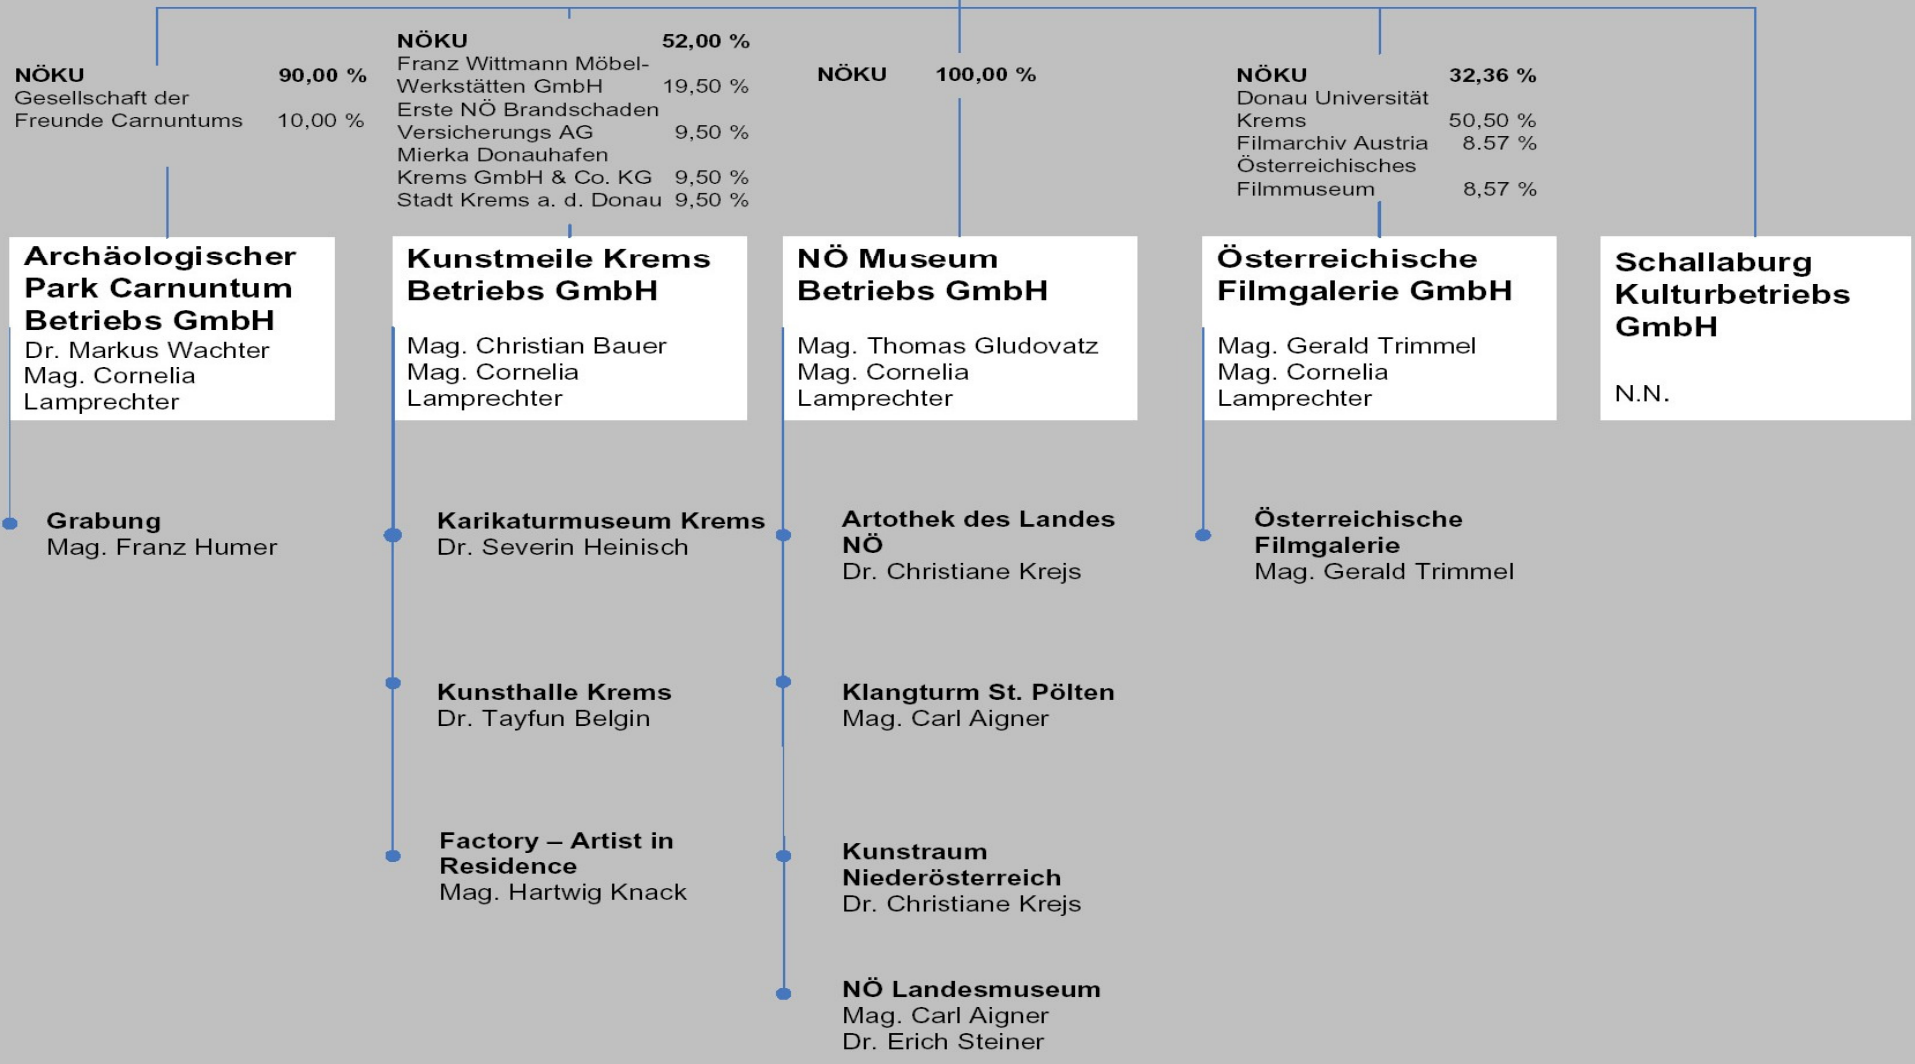 NÖKU 90,00 %
Gesellschaft der
Freunde Carnuntums 10,00 %
NÖKU 52,00 %
Franz Wittmann Möbel-
Werkstätten GmbH 19,50 %
Erste NÖ Brandschaden
Versicherungs AG 9,50 %
Mierka Donauhafen
Krems GmbH & Co. KG 9,50 %
Stadt Krems a. d. Donau 9,50 %
NÖKU 100,00 %
NÖKU 32,36 %
Donau Universität
Krems 50,50 %
Filmarchiv Austria 8.57 %
Österreichisches
Filmmuseum 8,57 %
Archäologischer
Park Carnuntum
Betriebs GmbH
Dr. Markus Wachter
Mag. Cornelia
Lamprechter
Kunstmeile Krems
Betriebs GmbH
Mag. Christian Bauer
Mag. Cornelia
Lamprechter
NÖ Museum
Betriebs GmbH
Mag. Thomas Gludovatz
Mag. Cornelia
Lamprechter
Österreichische
Filmgalerie GmbH
Mag. Gerald Trimmel
Mag. Cornelia
Lamprechter
Schallaburg
Kulturbetriebs
GmbH
N.N.
Grabung
Mag. Franz Humer
Karikaturmuseum Krems
Dr. Severin Heinisch
Kunsthalle Krems
Dr. Tayfun Belgin
Factory – Artist in
Residence
Mag. Hartwig Knack
Artothek des Landes
NÖ
Dr. Christiane Krejs
Klangturm St. Pölten
Mag. Carl Aigner
Kunstraum
Niederösterreich
Dr. Christiane Krejs
NÖ Landesmuseum
Mag. Carl Aigner
Dr. Erich Steiner
Österreichische
Filmgalerie
Mag. Gerald Trimmel